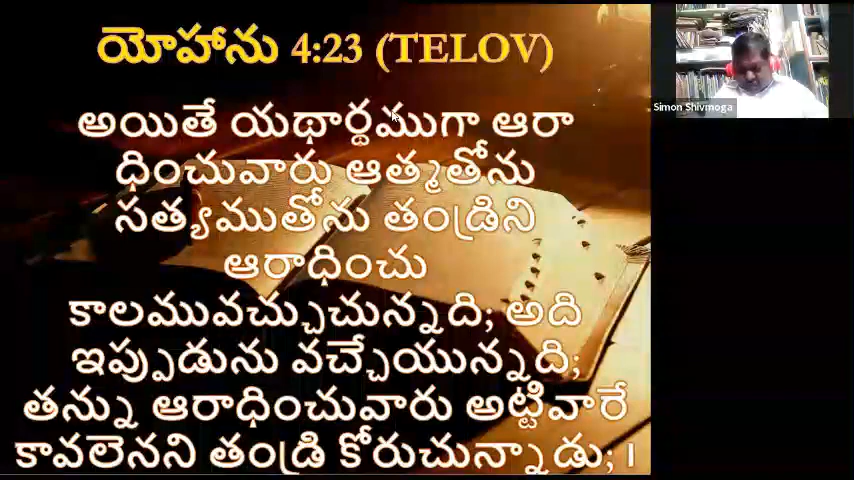 యోహాను 4:23 (TELOV)
Simon Shivmoga
అయితే యథార్థముగా ఆరా
ధించువారు ఆత్మతోను
సత్యముతోను తండ్రిని
ఆరాధించు
కాలమువచ్చుచున్నది; అది
ఇప్పుడును వచ్చేయున్నది;
తన్ను ఆరాధించువారు అట్టివారే
కావలెనని తండ్రి కోరుచున్నాడు; ।